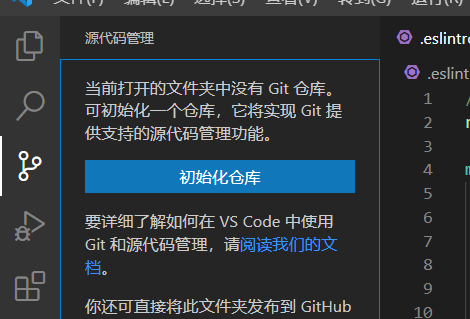 源代码管理
.eslintr
.eslint
当前打开的文件夹中没有 Git 仓库。
可初始化一个仓库，它将实现 Git 提
供支持的源代码管理功能。
初始化仓库
要详细了解如何在 VS Code 中使用
Git 和源代码管理，请阅读我们的文
档。
你还可直接将此文件夹发布到 GitHub
1
2
3
4
5
6
7
8
9
10